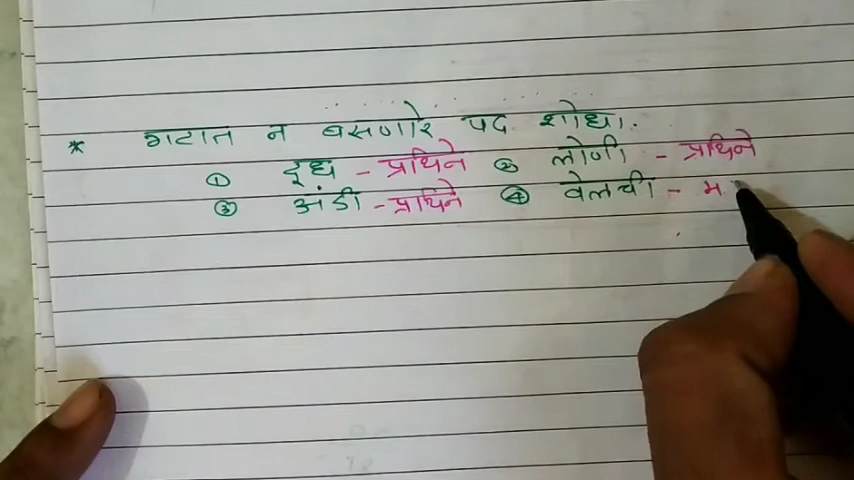 * गटात न बसणारे पद शोधा.
① दूध - प्रथिने ② लोणी - प्रथिने
③ अंडी - प्रथिने ④ वेलची - म